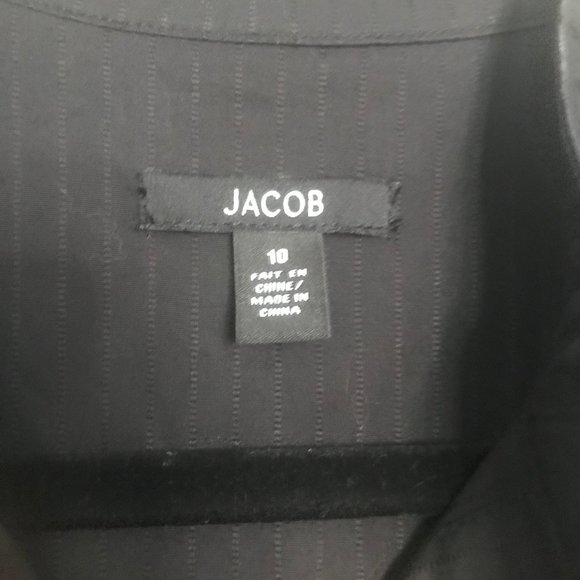 JACOB
10
FAIT EN
CHINE/
MADE IN
CHINA